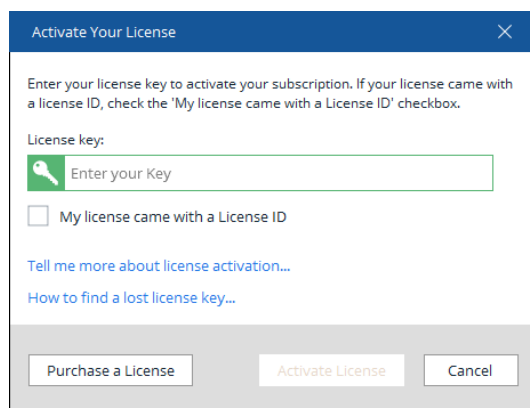 Activate Your License
Enter your license key to activate your subscription. If your license came with
a license ID, check the 'My license came with a License ID' checkbox.
License key:
Enter your Key
My license came with a License ID
Tell me more about license activation...
How to find a lost license key...
Purchase a License
Activate License
Cancel